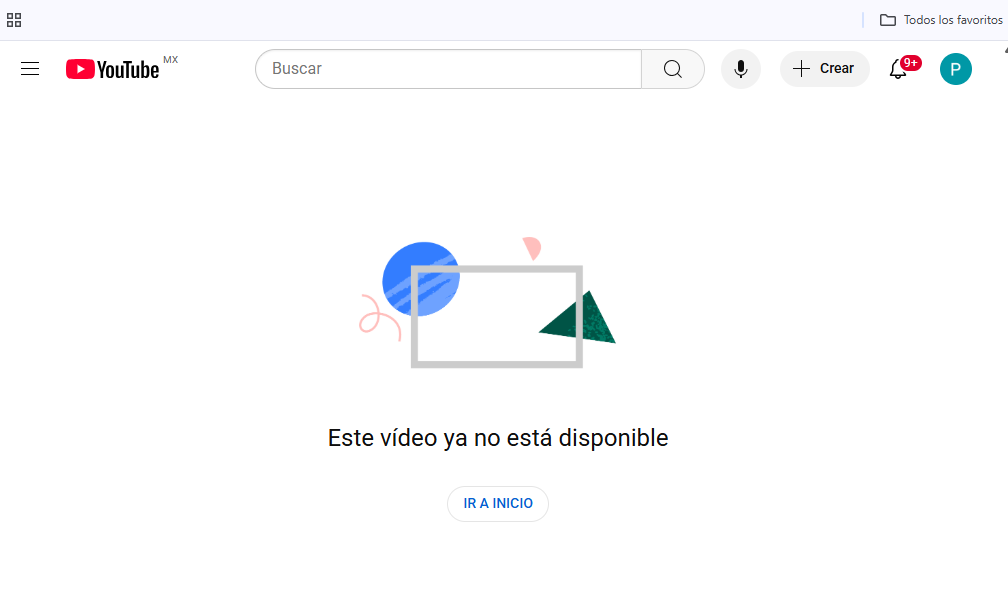 Todos los favoritos
YouTube MX
Buscar
Crear
9+
P
Este vídeo ya no está disponible
IR A INICIO